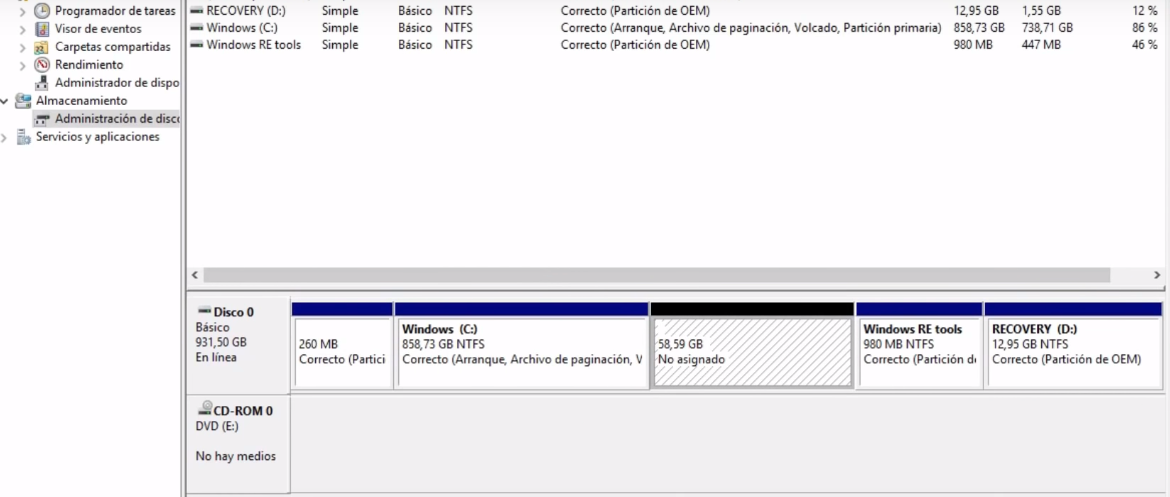 Programador de tareas
Visor de eventos
Carpetas compartidas
Rendimiento
Administrador de dispo
Almacenamiento
Administración de disc
Servicios y aplicaciones
RECOVERY (D:) Simple Básico NTFS Correcto (Partición de OEM) 12,95 GB 1,55 GB 12 %
Windows (C:) Simple Básico NTFS Correcto (Arranque, Archivo de paginación, Volcado, Partición primaria) 858,73 GB 738,71 GB 86 %
Windows RE tools Simple Básico NTFS Correcto (Partición de OEM) 980 MB 447 MB 46 %
Disco 0
Básico
931,50 GB
En línea
260 MB
Correcto (Partici
Windows (C:)
858,73 GB NTFS
Correcto (Arranque, Archivo de paginación, V
58,59 GB
No asignado
Windows RE tools
980 MB NTFS
Correcto (Partición d
RECOVERY (D:)
12,95 GB NTFS
Correcto (Partición de OEM)
CD-ROM 0
DVD (E:)
No hay medios